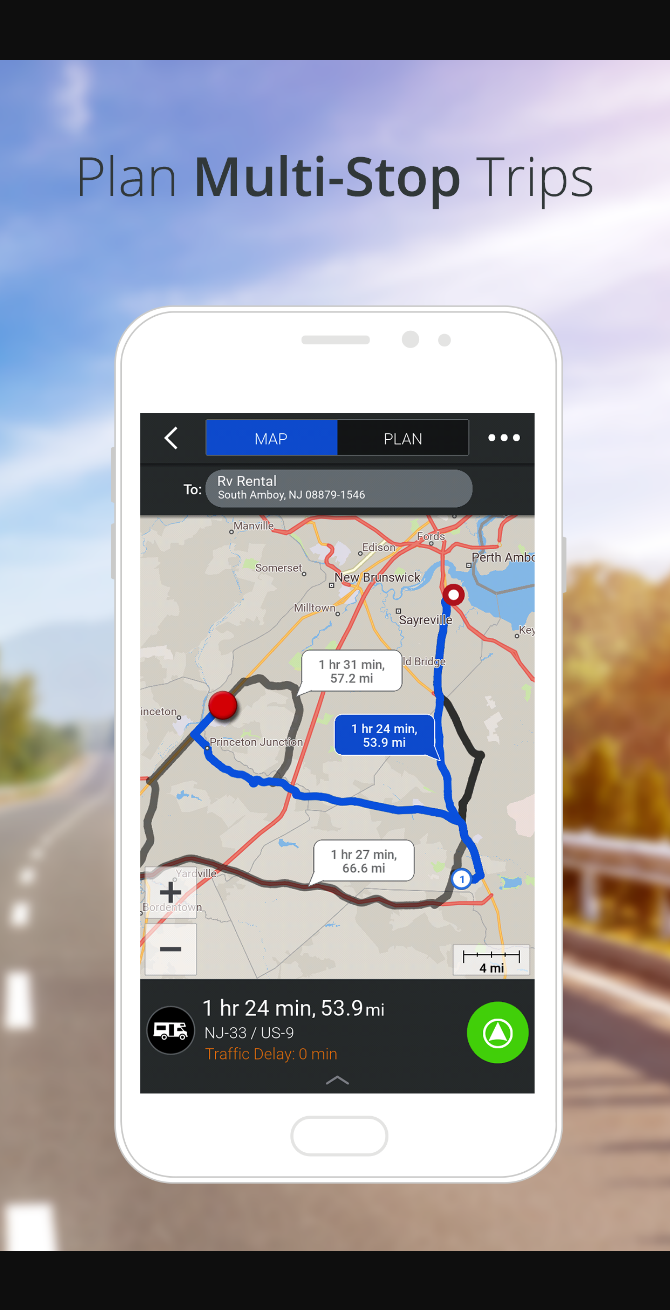 Plan Multi-Stop Trips
MAP
PLAN
To:
Rv Rental
South Amboy, NJ 08879-1546
Manville
Fords
Edison
Perth Ambo
Somerset
New Brunswick
Milltown
Sayreville
Key
ld Bridge
1 hr 31 min,
57.2 mi
inceton
1 hr 24 min,
53.9 mi
Princeton Junction
1 hr 27 min,
66.6 mi
Yardville
1
+
Bordentown
−
4 mi
1 hr 24 min, 53.9 mi
NJ-33 / US-9
Traffic Delay: 0 min